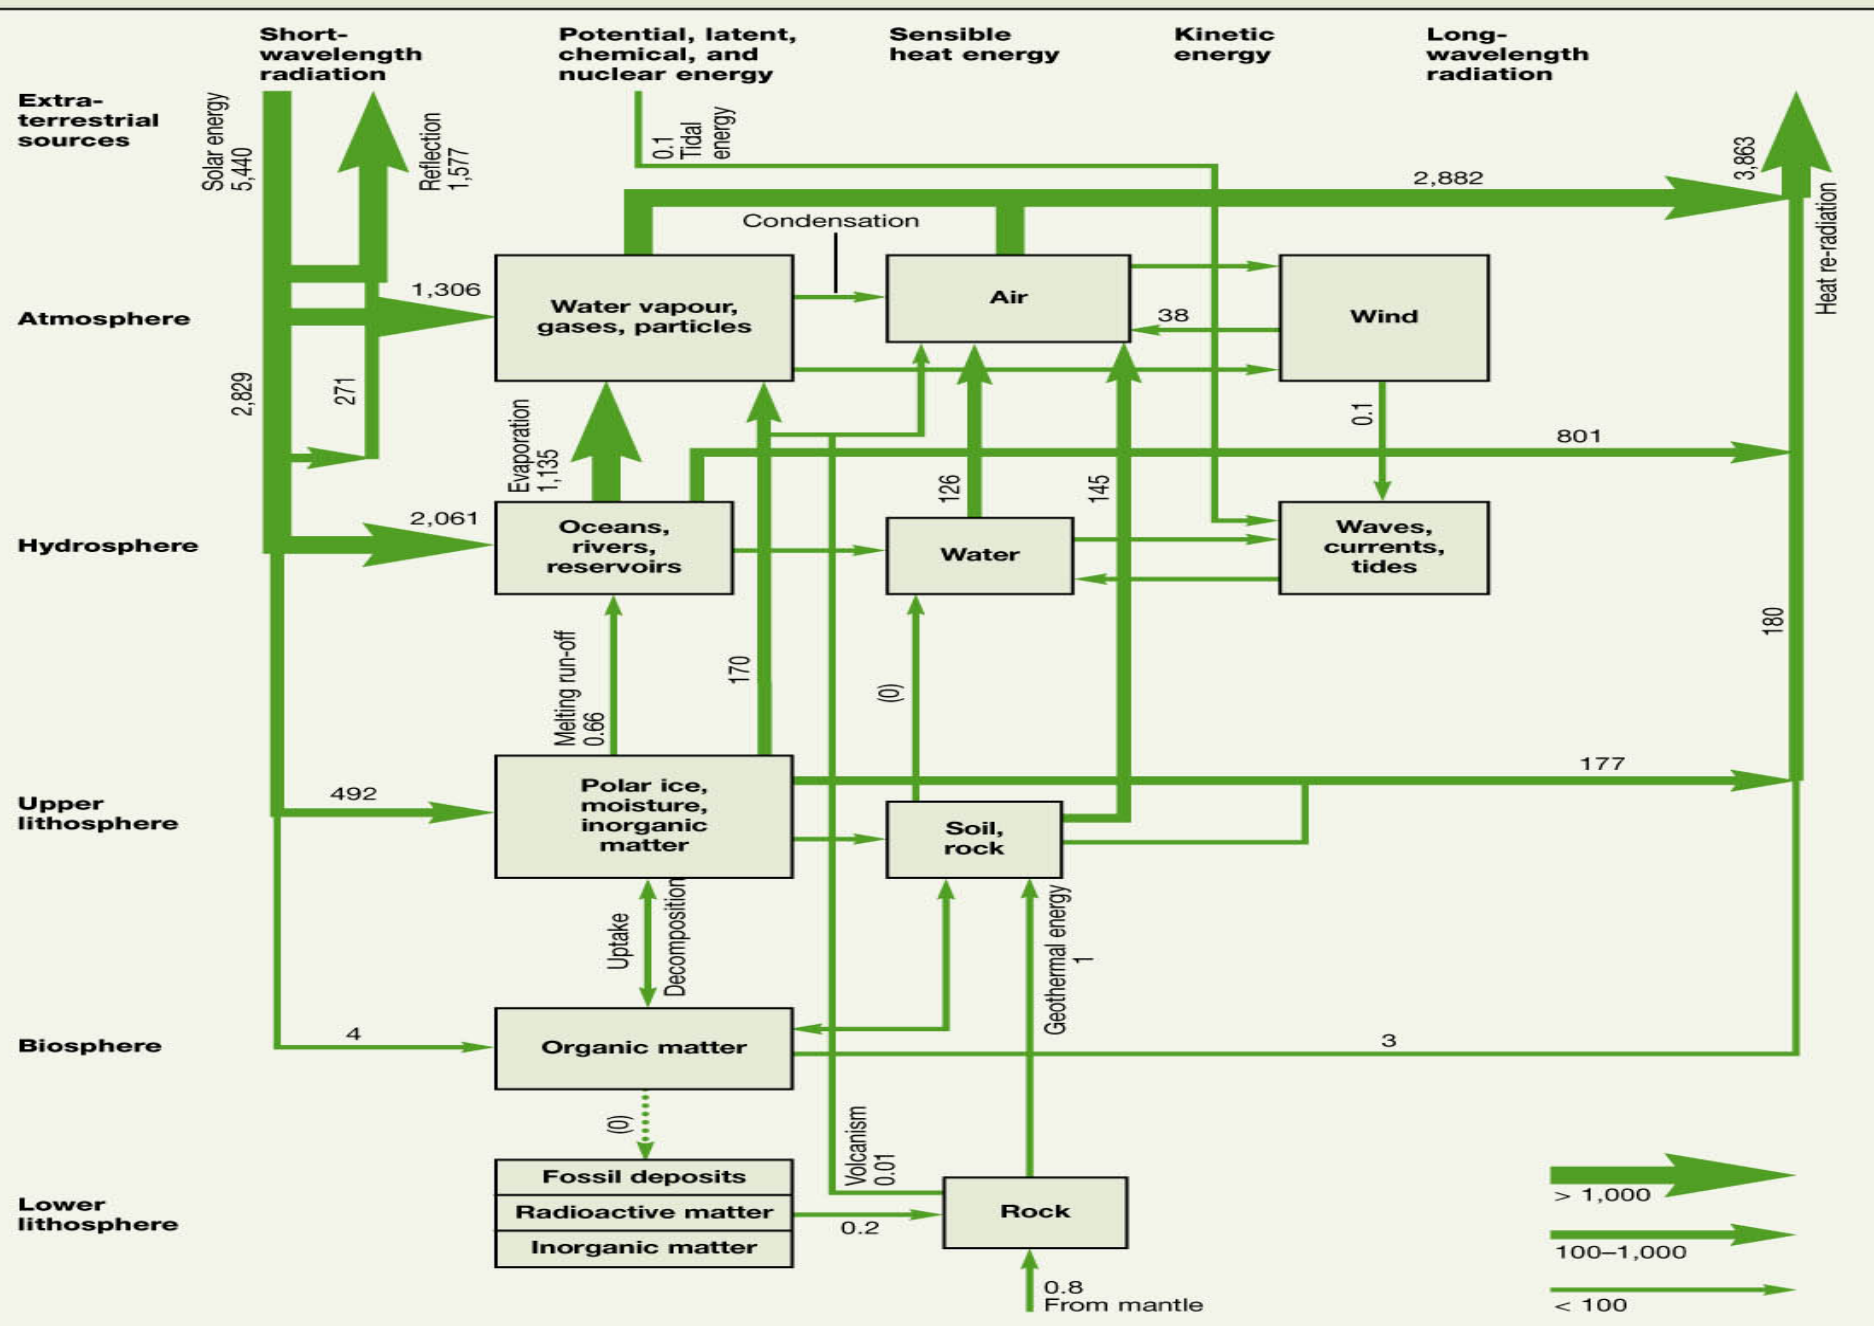 Short-
wavelength
radiation
Potential, latent,
chemical, and
nuclear energy
Sensible
heat energy
Kinetic
energy
Long-
wavelength
radiation
Extra-
terrestrial
sources
Solar energy
5,440
Reflection
1,577
0.1
Tidal
energy
2,882
3,863
Heat re-radiation
Condensation
Atmosphere
1,306
Water vapour,
gases, particles
Air
38
Wind
2,829
271
Evaporation
1,135
126
145
0.1
801
Hydrosphere
2,061
Oceans,
rivers,
reservoirs
Water
Waves,
currents,
tides
Melting run-off
0.66
170
(0)
180
Upper
lithosphere
492
Polar ice,
moisture,
inorganic
matter
Soil,
rock
177
Uptake
Decomposition
Geothermal energy
1
Biosphere
4
Organic matter
3
(0)
Volcanism
0.01
Lower
lithosphere
Fossil deposits
Radioactive matter
Inorganic matter
0.2
Rock
0.8
From mantle
> 1,000
100–1,000
< 100